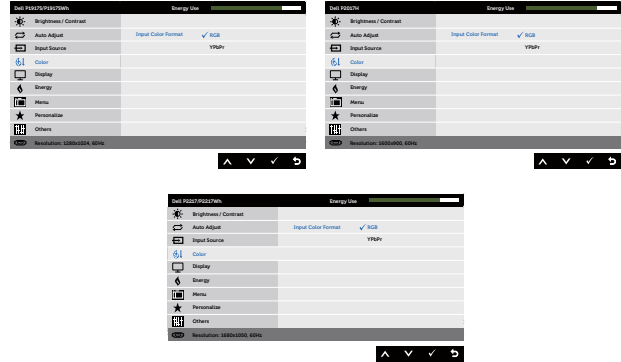 Dell P1917S/P1917SWh Energy Use
Brightness / Contrast
Auto Adjust Input Color Format ✓ RGB
Input Source YPbPr
Color
Display
Energy
Menu
Personalize
Others
Resolution: 1280x1024, 60Hz
Dell P2017H Energy Use
Brightness / Contrast
Auto Adjust Input Color Format ✓ RGB
Input Source YPbPr
Color
Display
Energy
Menu
Personalize
Others
Resolution: 1600x900, 60Hz
Dell P2217/P2217Wh Energy Use
Brightness / Contrast
Auto Adjust Input Color Format ✓ RGB
Input Source YPbPr
Color
Display
Energy
Menu
Personalize
Others
Resolution: 1680x1050, 60Hz